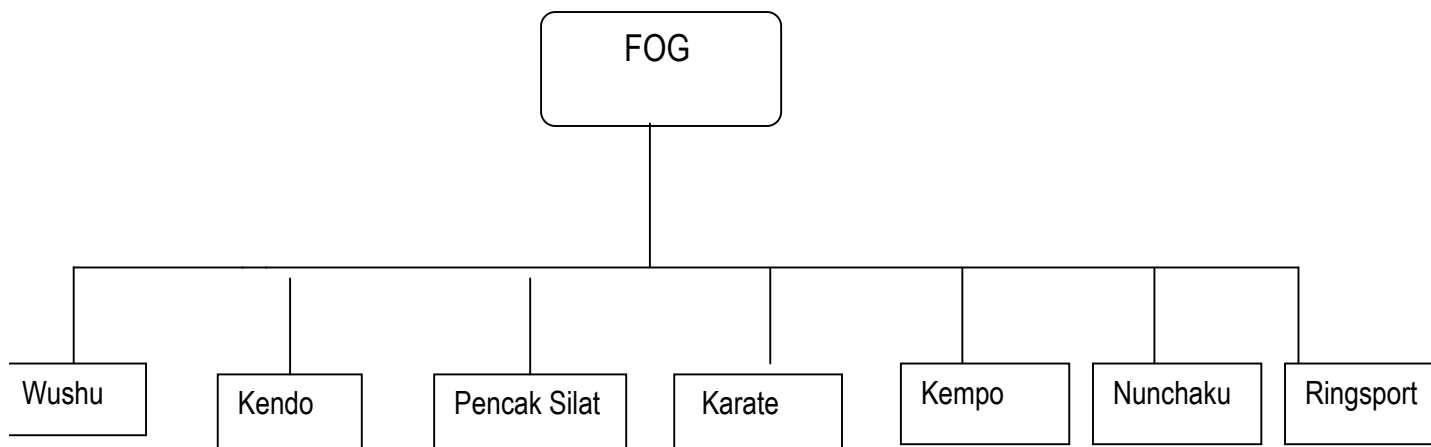 FOG
Wushu
Kendo
Pencak Silat
Karate
Kempo
Nunchaku
Ringsport